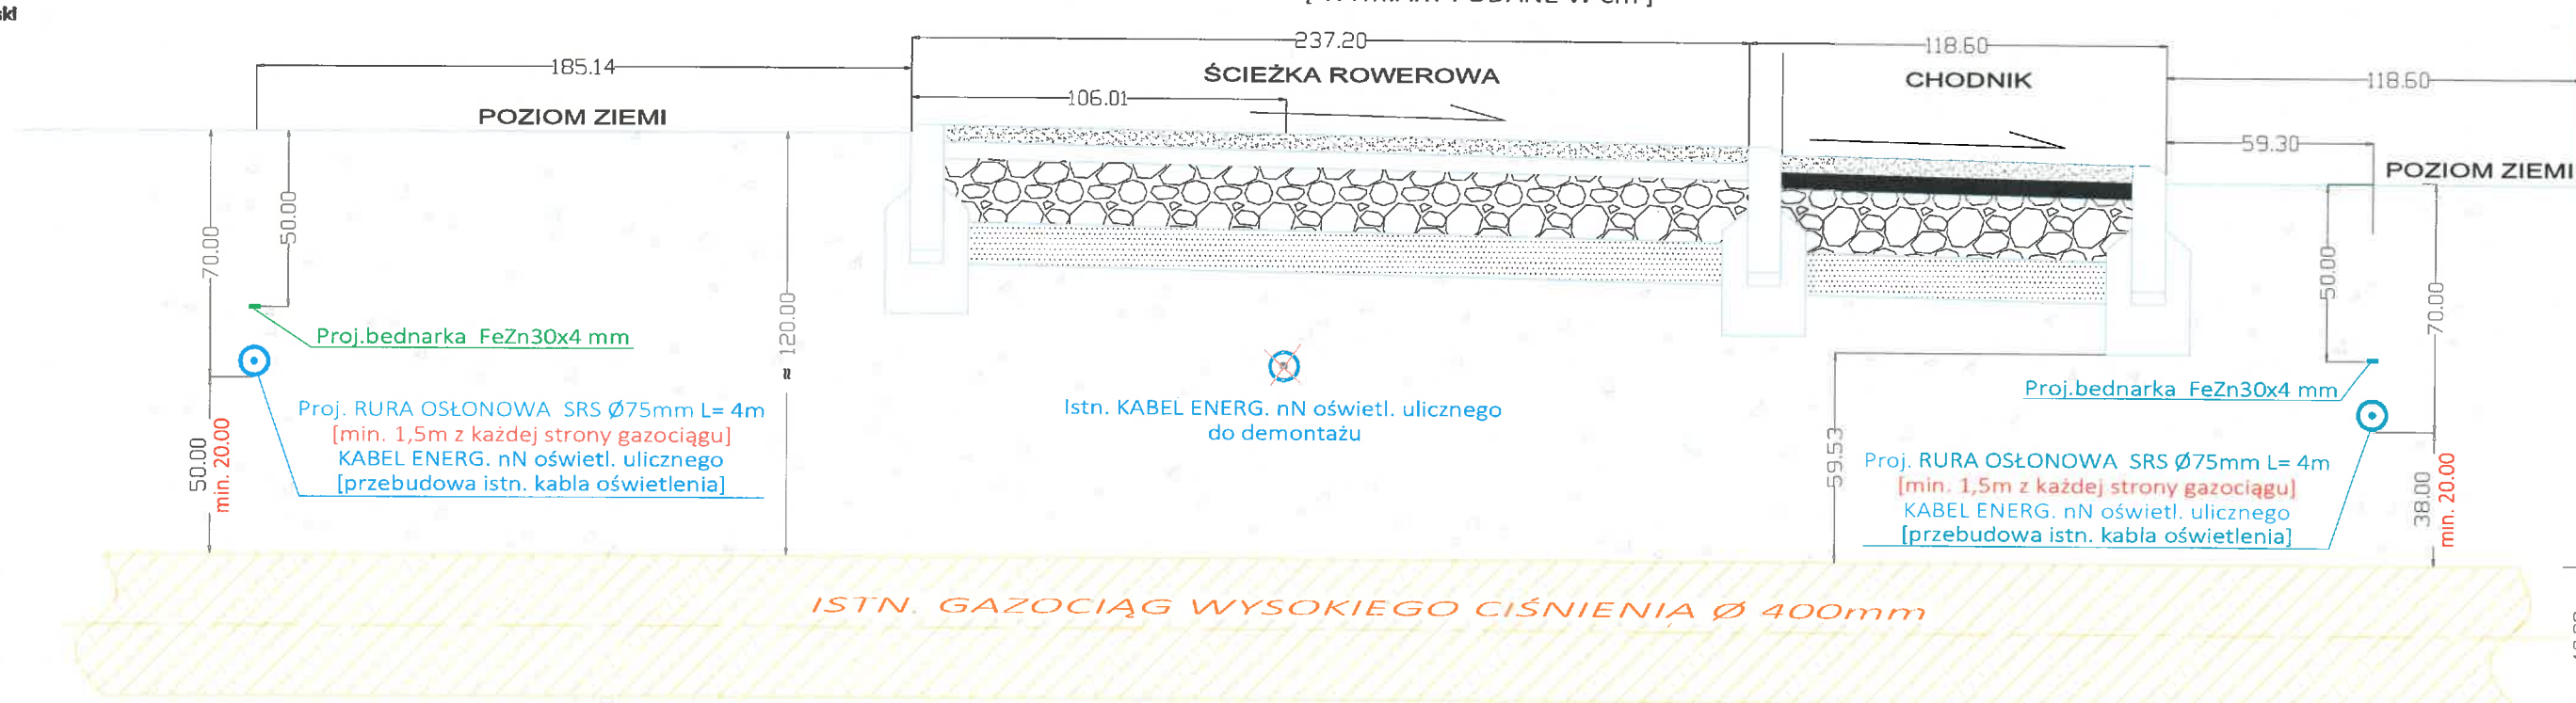 ski
[ WYMIARY PODANE W cm ]
237.20
118.60
185.14
ŚCIEŻKA ROWEROWA
CHODNIK
118.60
106.01
POZIOM ZIEMI
59.30
POZIOM ZIEMI
70.00
50.00
≈ 120.00
50.00
70.00
Proj.bednarka FeZn30x4 mm
Proj. RURA OSŁONOWA SRS Ø75mm L= 4m
[min. 1,5m z każdej strony gazociągu]
KABEL ENERG. nN oświetl. ulicznego
[przebudowa istn. kabla oświetlenia]
50.00
min. 20.00
Istn. KABEL ENERG. nN oświetl. ulicznego
do demontażu
59.53
Proj.bednarka FeZn30x4 mm
Proj. RURA OSŁONOWA SRS Ø75mm L= 4m
[min. 1,5m z każdej strony gazociągu]
KABEL ENERG. nN oświetl. ulicznego
[przebudowa istn. kabla oświetlenia]
38.00
min. 20.00
ISTN. GAZOCIĄG WYSOKIEGO CIŚNIENIA Ø 400mm